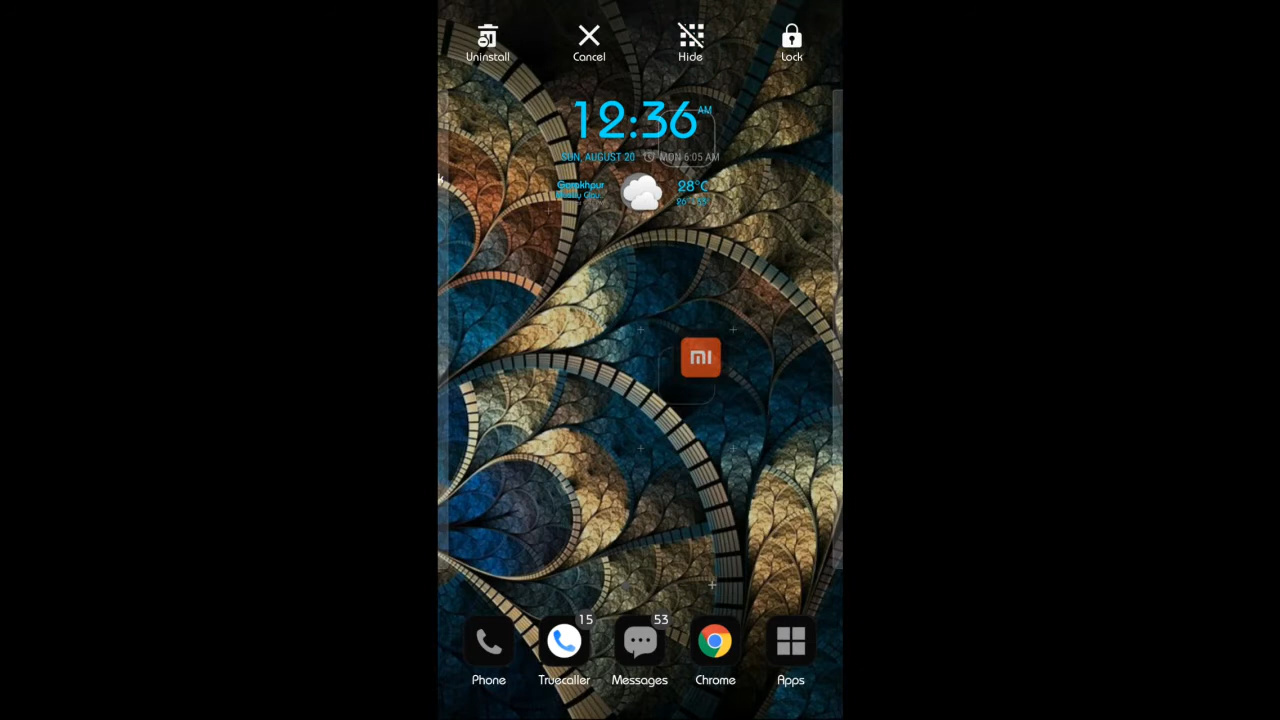 Uninstall
Cancel
Hide
Lock
12:36 AM
SUN, AUGUST 20 MON 6:05 AM
Gorakhpur
28°C
mi
15
53
Phone
Truecaller
Messages
Chrome
Apps